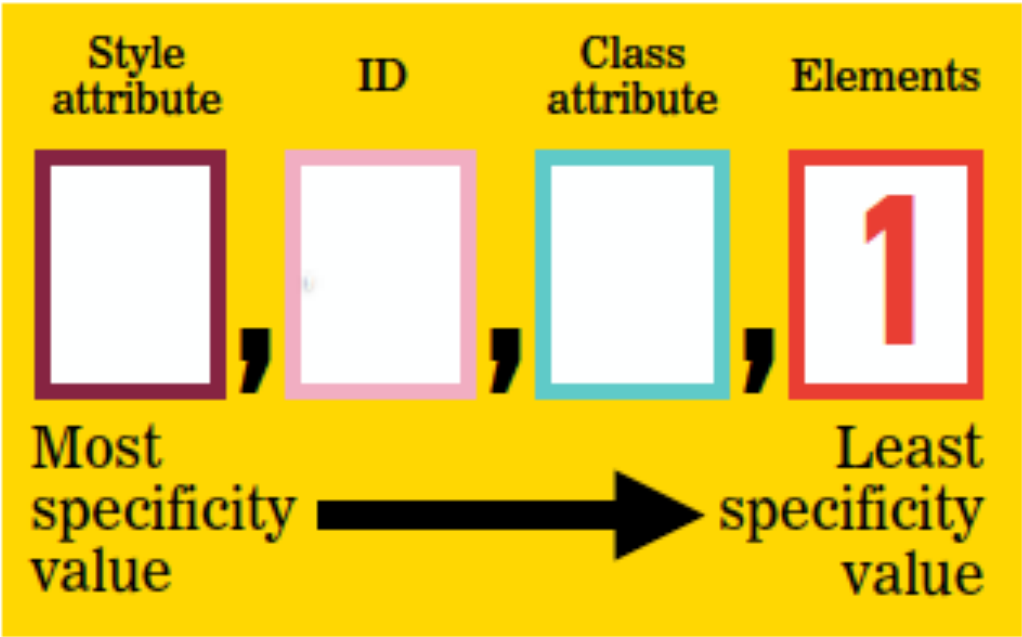 Style
attribute
ID
Class
attribute
Elements
,
,
,
1
Most
specificity
value
Least
specificity
value